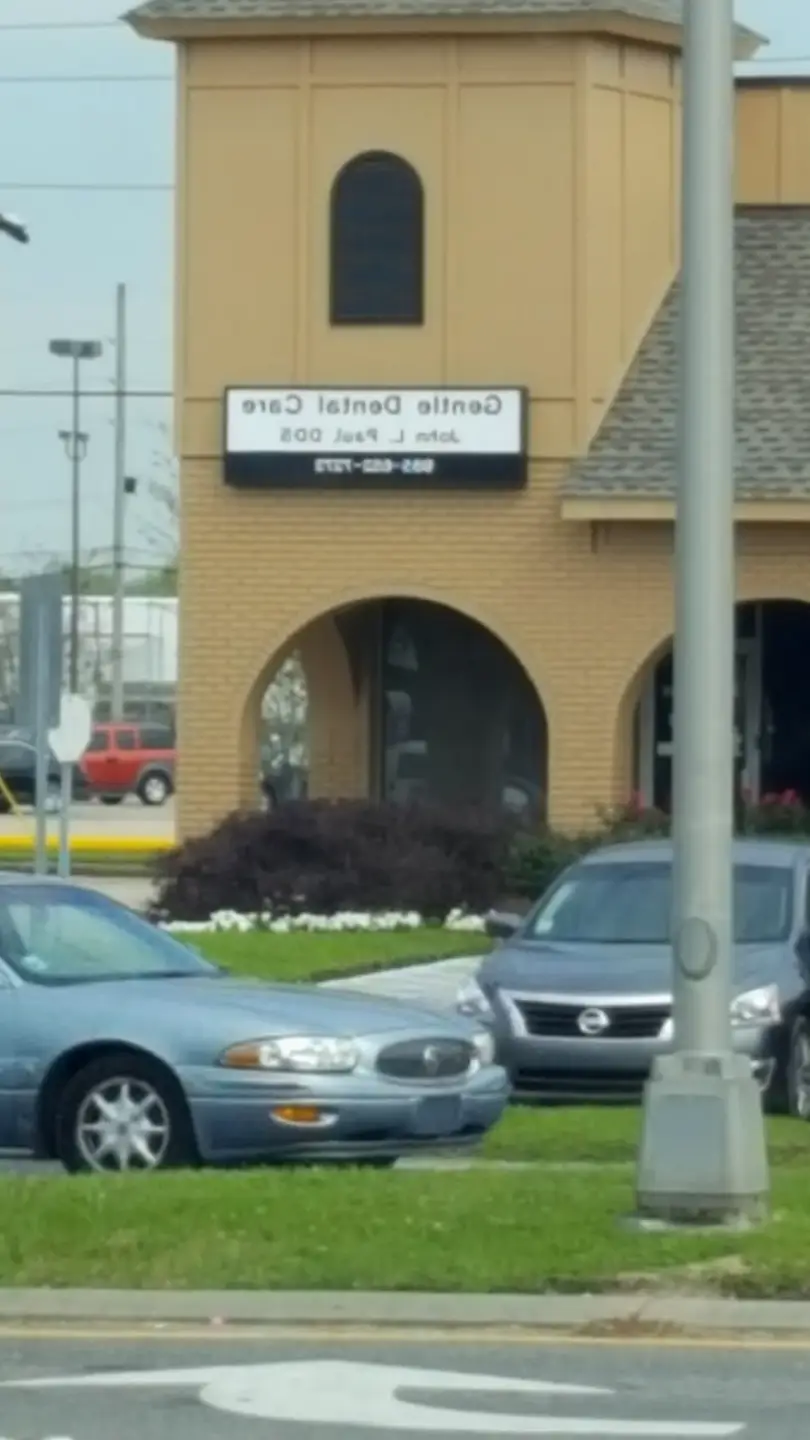 Gentle Dental Care
John L. Paul, DDS